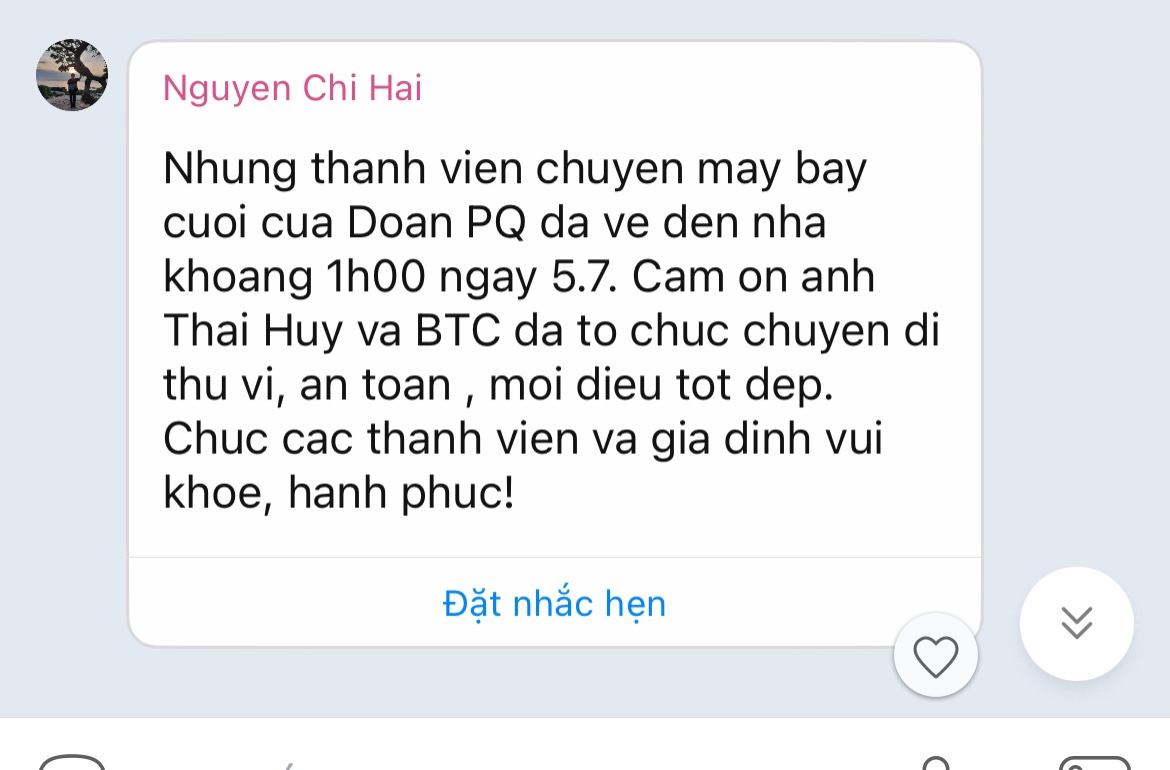 Nguyen Chi Hai
Nhung thanh vien chuyen may bay
cuoi cua Doan PQ da ve den nha
khoang 1h00 ngay 5.7. Cam on anh
Thai Huy va BTC da to chuc chuyen di
thu vi, an toan , moi dieu tot dep.
Chuc cac thanh vien va gia dinh vui
khoe, hanh phuc!
Đặt nhắc hẹn